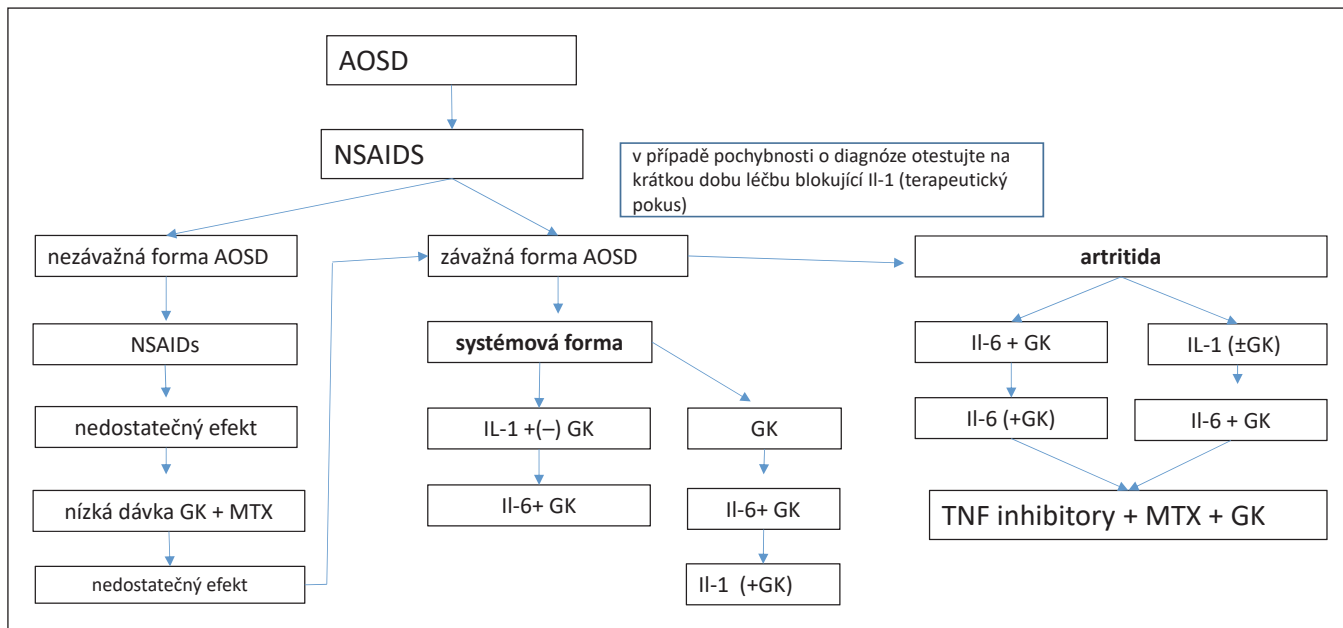 AOSD
NSAIDS
v případě pochybnosti o diagnóze otestujte na
krátkou dobu léčbu blokující Il-1 (terapeutický
pokus)
nezávažná forma AOSD
závažná forma AOSD
artritida
NSAIDs
systémová forma
Il-6 + GK
IL-1 (±GK)
nedostatečný efekt
IL-1 +(–) GK
GK
Il-6 (+GK)
Il-6 + GK
nízká dávka GK + MTX
Il-6+ GK
Il-6+ GK
TNF inhibitory + MTX + GK
nedostatečný efekt
Il-1 (+GK)